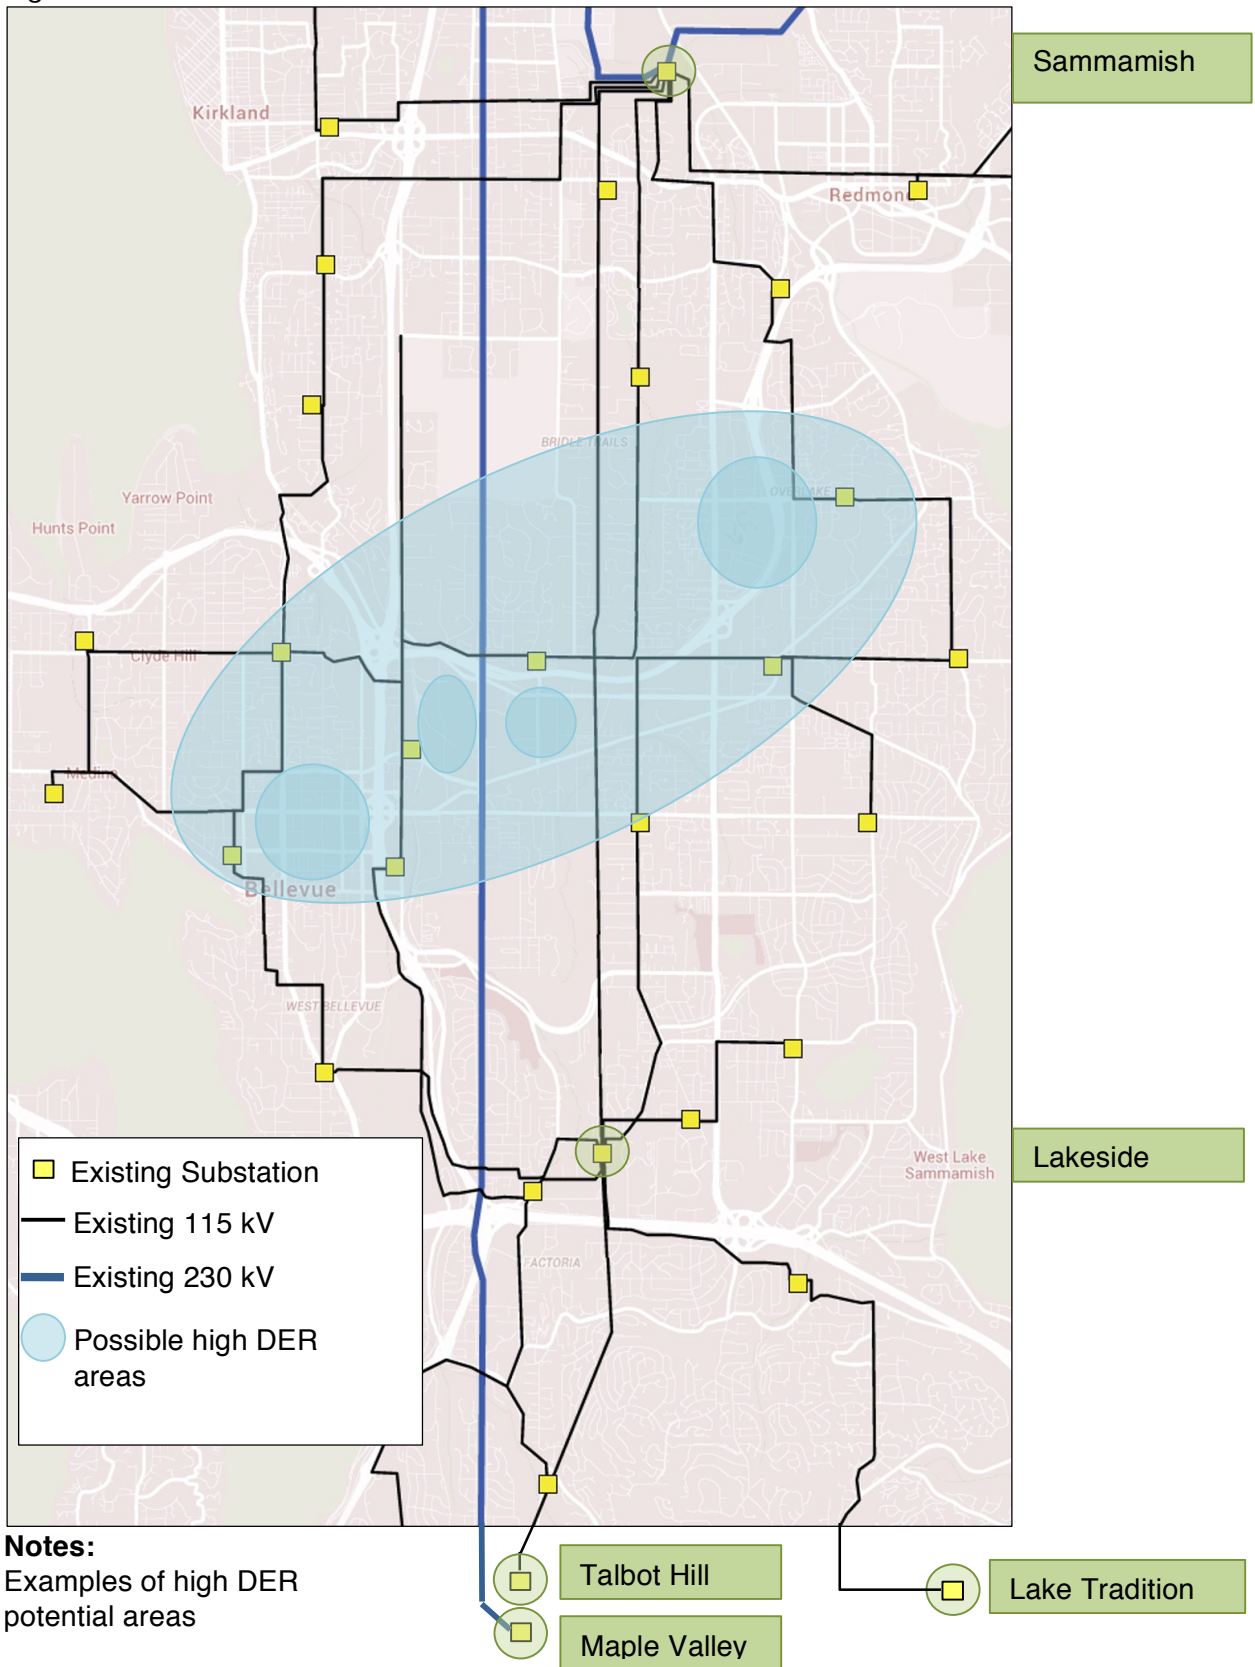 Sammamish
Kirkland
Redmond
BRIDLE TRAILS
OVERLAKE
Yarrow Point
Hunts Point
Clyde Hill
Medina
Bellevue
WEST BELLEVUE
Existing Substation
Existing 115 kV
Existing 230 kV
Possible high DER
areas
West Lake
Sammamish
Lakeside
FACTORIA
Notes:
Examples of high DER
potential areas
Talbot Hill
Lake Tradition
Maple Valley